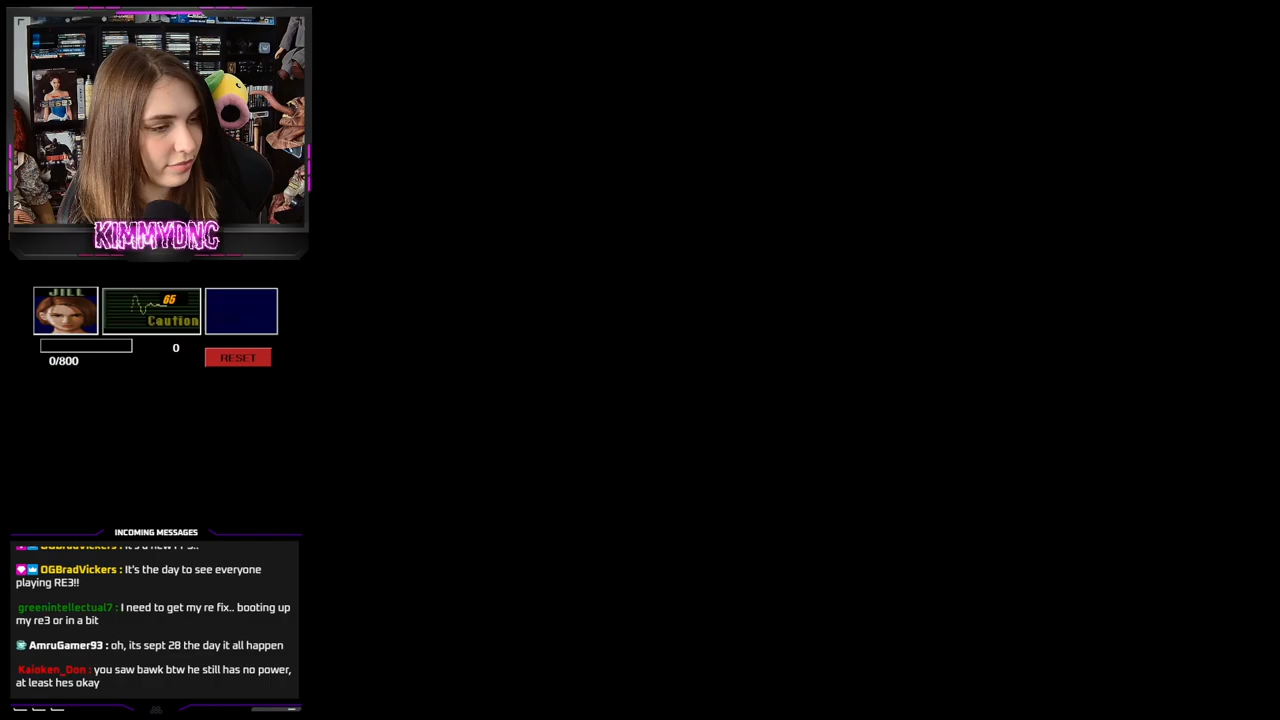 KIMMYDNC
JILL
65
Caution
0
0/800
RESET
INCOMING MESSAGES
OGBradVickers : It's a new
OGBradVickers : It's the day to see everyone
playing RE3!!
greenintellectual7 : I need to get my re fix.. booting up
my re3 or in a bit
AmruGamer93 : oh, its sept 28 the day it all happen
Kaioken_Don : you saw bawk btw he still has no power,
at least hes okay